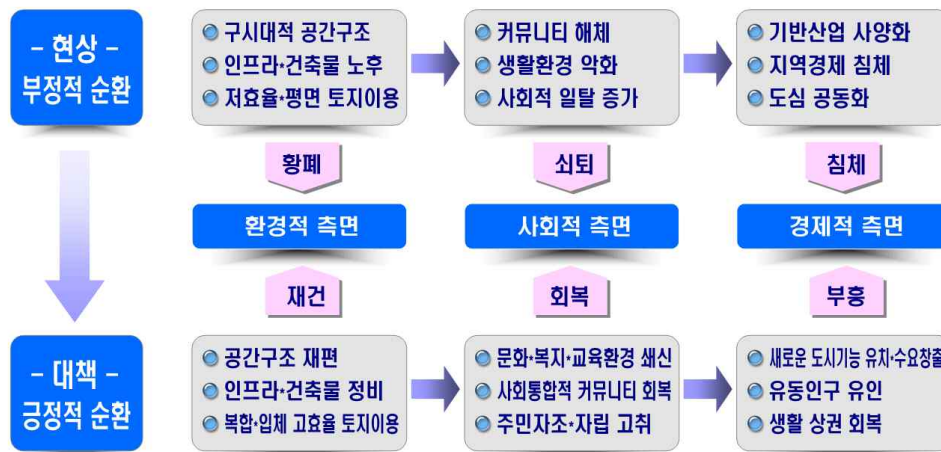 - 현상 -
부정적 순환
구시대적 공간구조
인프라·건축물 노후
저효율·평면 토지이용
커뮤니티 해체
생활환경 악화
사회적 일탈 증가
기반산업 사양화
지역경제 침체
도심 공동화
황폐
쇠퇴
침체
환경적 측면
사회적 측면
경제적 측면
재건
회복
부흥
- 대책 -
긍정적 순환
공간구조 재편
인프라·건축물 정비
복합·입체 고효율 토지이용
문화·복지·교육환경 쇄신
사회통합적 커뮤니티 회복
주민자조·자립 고취
새로운 도시기능 유치·수요창출
유동인구 유인
생활 상권 회복